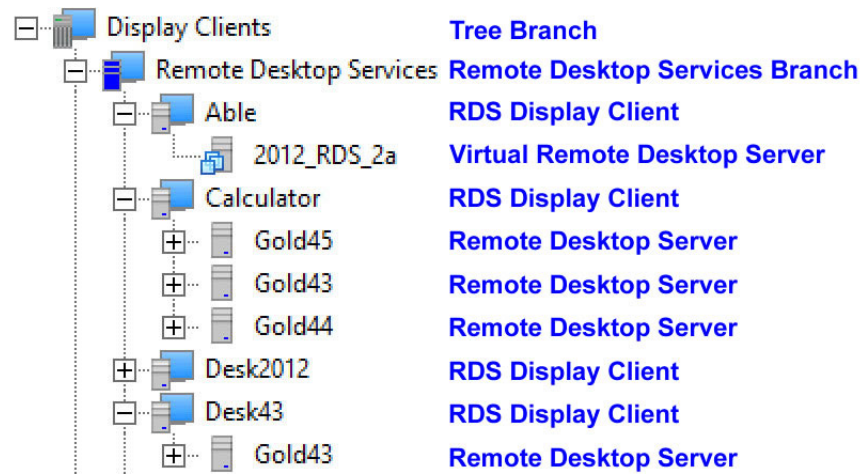 Display Clients Tree Branch
Remote Desktop Services Remote Desktop Services Branch
Able RDS Display Client
2012_RDS_2a Virtual Remote Desktop Server
Calculator RDS Display Client
Gold45 Remote Desktop Server
Gold43 Remote Desktop Server
Gold44 Remote Desktop Server
Desk2012 RDS Display Client
Desk43 RDS Display Client
Gold43 Remote Desktop Server